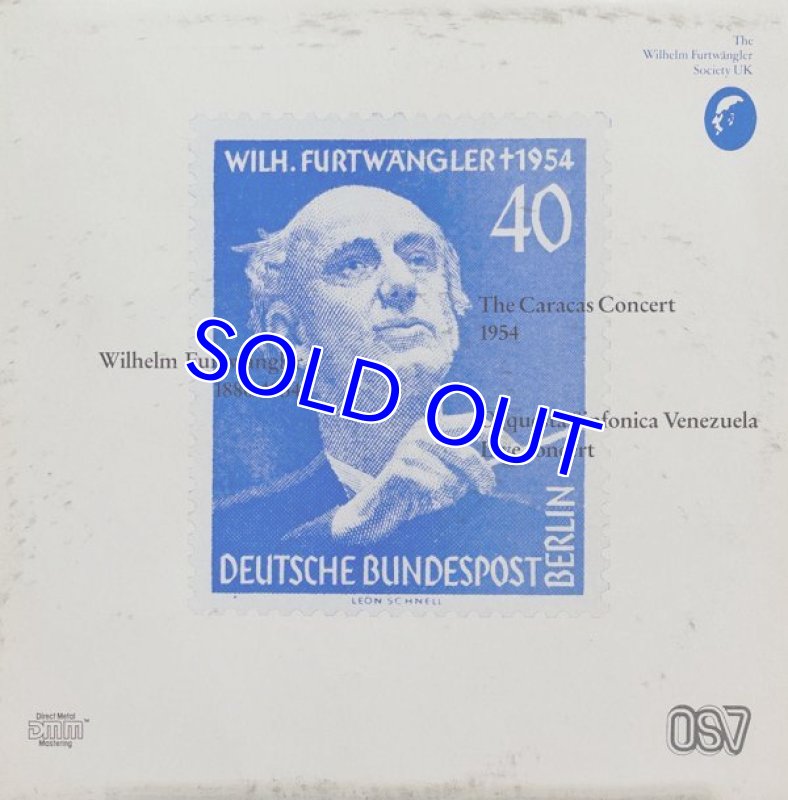 The
Wilhelm Furtwängler
Society UK
WILH. FURTWÄNGLER † 1954
40
The Caracas Concert
1954
Wilhelm
SOLD OUT
Venezuela
BERLIN
DEUTSCHE BUNDESPOST
LEON SCHNELL
Direct Metal
DMM™
Mastering
OSV